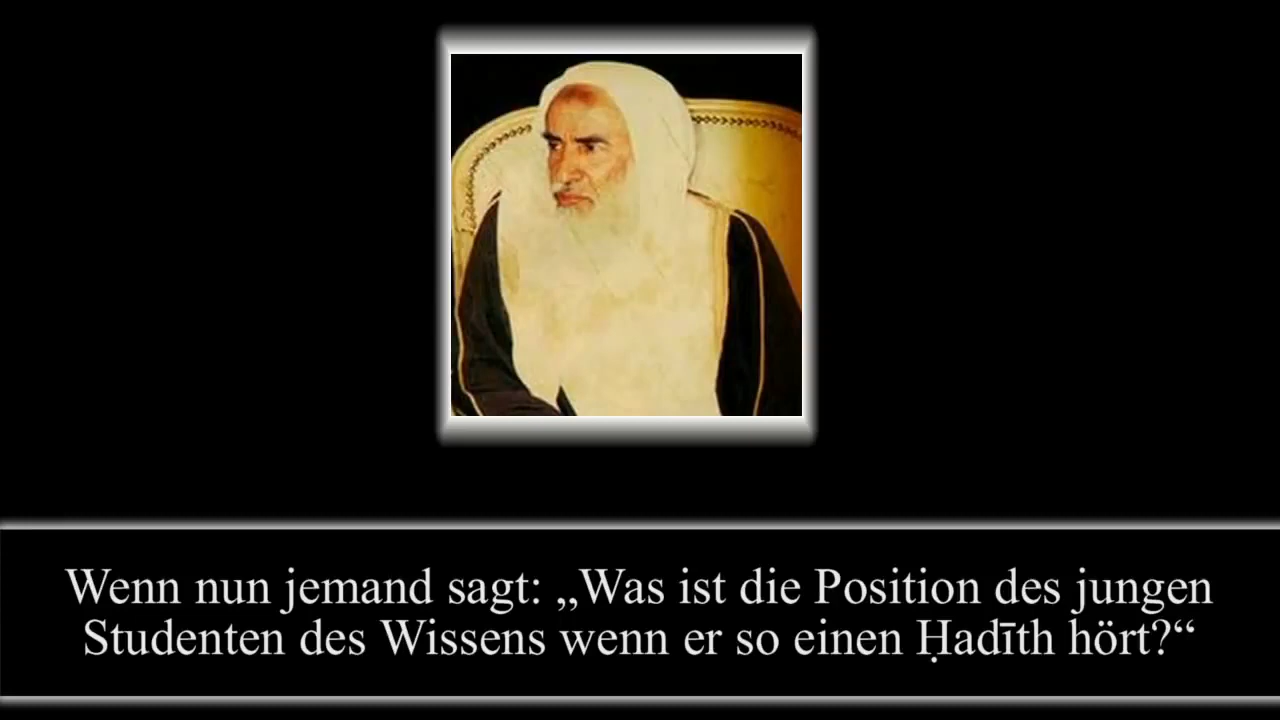 Wenn nun jemand sagt: „Was ist die Position des jungen
Studenten des Wissens wenn er so einen Ḥadīth hört?“